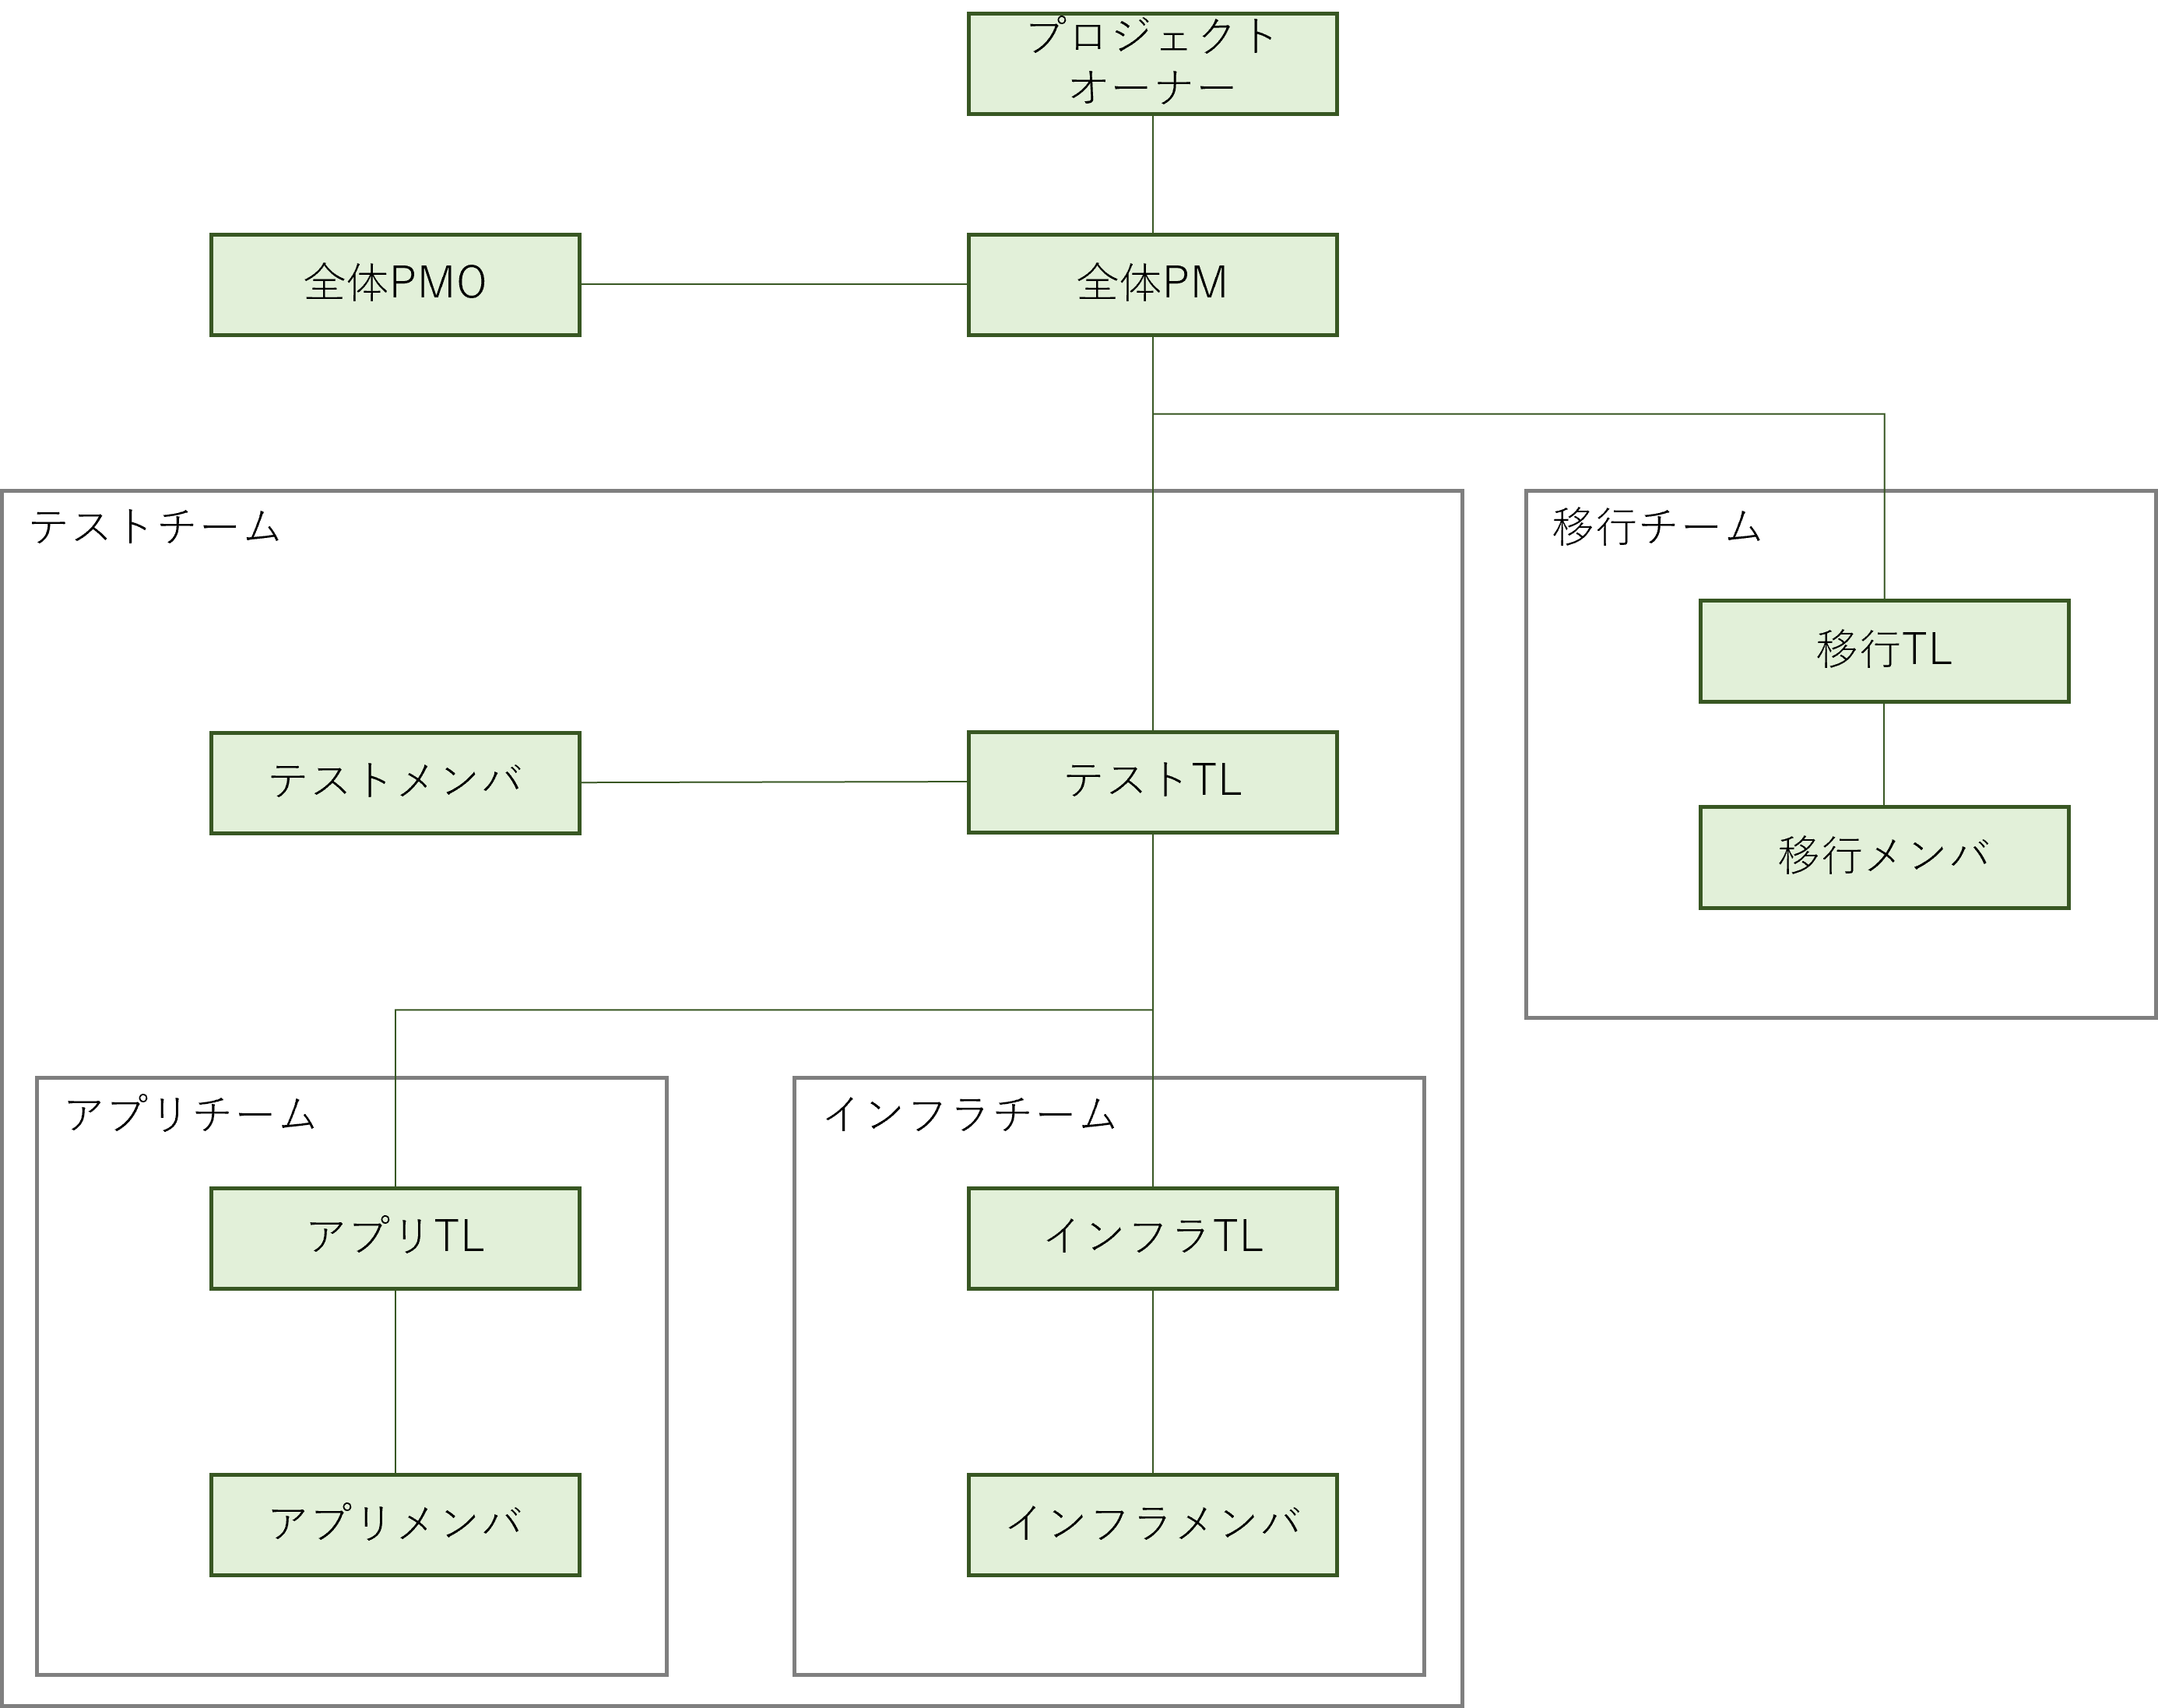 プロジェクト
オーナー
全体PMO
全体PM
テストチーム
移行チーム
移行TL
テストメンバ
テストTL
移行メンバ
アプリチーム
インフラチーム
アプリTL
インフラTL
アプリメンバ
インフラメンバ